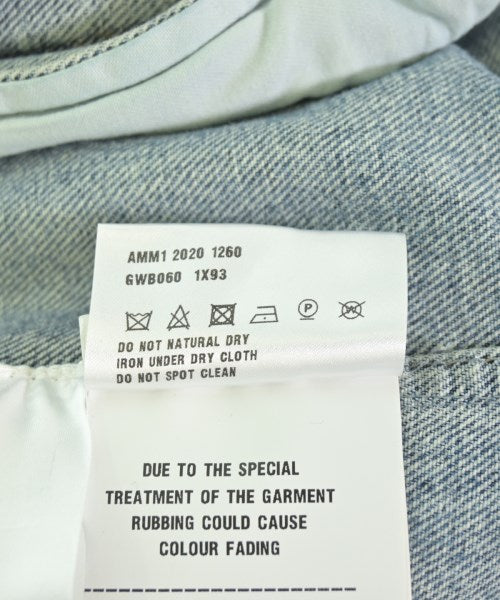 AMM1 2020 1260
GWB060 1X93
P W
DO NOT NATURAL DRY
IRON UNDER DRY CLOTH
DO NOT SPOT CLEAN
DUE TO THE SPECIAL
TREATMENT OF THE GARMENT
RUBBING COULD CAUSE
COLOUR FADING